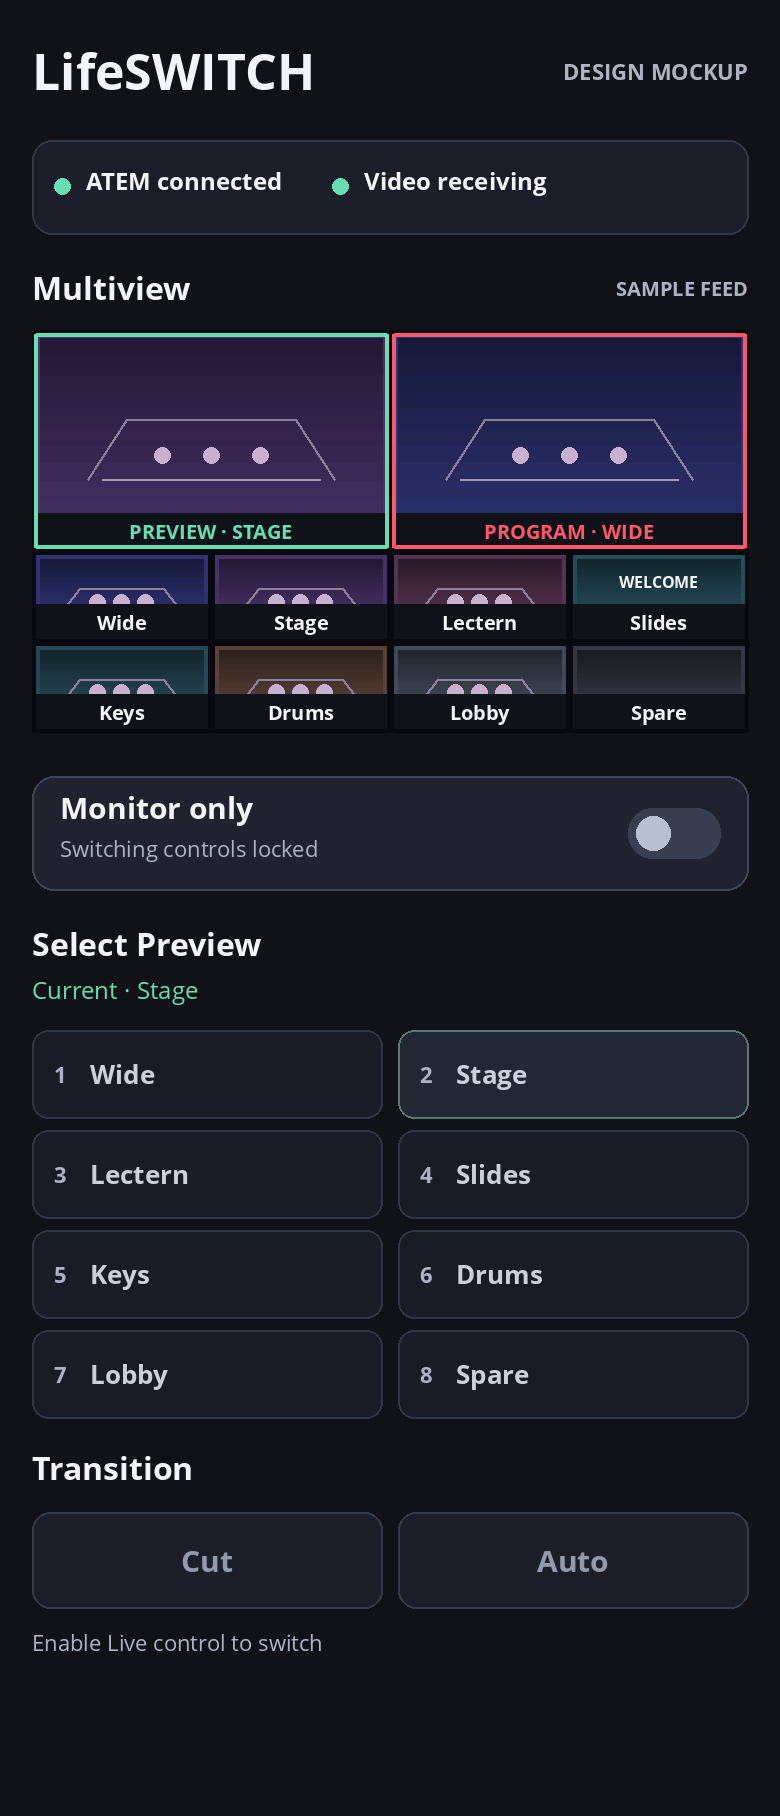 LifeSWITCH
DESIGN MOCKUP
ATEM connected
Video receiving
Multiview
SAMPLE FEED
PREVIEW · STAGE
PROGRAM · WIDE
Wide
Stage
Lectern
WELCOME
Slides
Keys
Drums
Lobby
Spare
Monitor only
Switching controls locked
Select Preview
Current · Stage
1 Wide
2 Stage
3 Lectern
4 Slides
5 Keys
6 Drums
7 Lobby
8 Spare
Transition
Cut
Auto
Enable Live control to switch